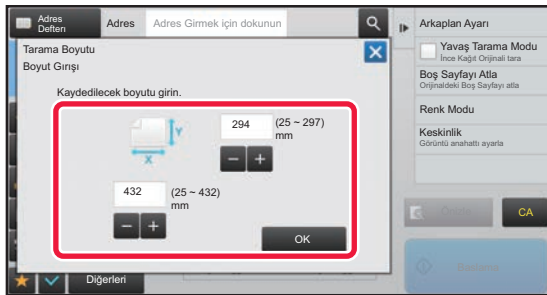 Adres
Defteri
Adres
Adres Girmek için dokunun
Tarama Boyutu
Boyut Girişi
Kaydedilecek boyutu girin.
Y
294
(25 ~ 297)
mm
X
432
(25 ~ 432)
mm
OK
Diğerleri
Arkaplan Ayarı
Yavaş Tarama Modu
İnce Kağıt Orijinali tara
Boş Sayfayı Atla
Orijinaldeki Boş Sayfayı atla
Renk Modu
Keskinlik
Görüntü anahattı ayarla
CA